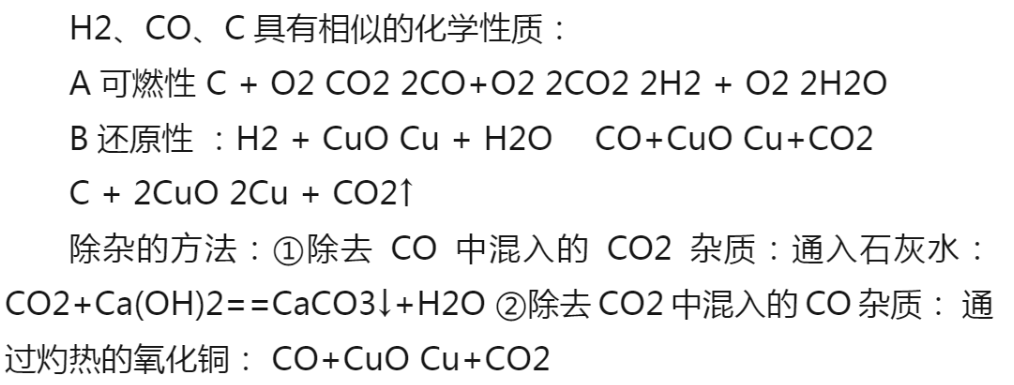 H2、CO、C 具有相似的化学性质：
A 可燃性 C + O2 CO2 2CO+O2 2CO2 2H2 + O2 2H2O
B 还原性 ：H2 + CuO Cu + H2O CO+CuO Cu+CO2
C + 2CuO 2Cu + CO2↑
除杂的方法：①除去 CO 中混入的 CO2 杂质：通入石灰水：
CO2+Ca(OH)2==CaCO3↓+H2O ②除去 CO2 中混入的 CO 杂质： 通
过灼热的氧化铜： CO+CuO Cu+CO2